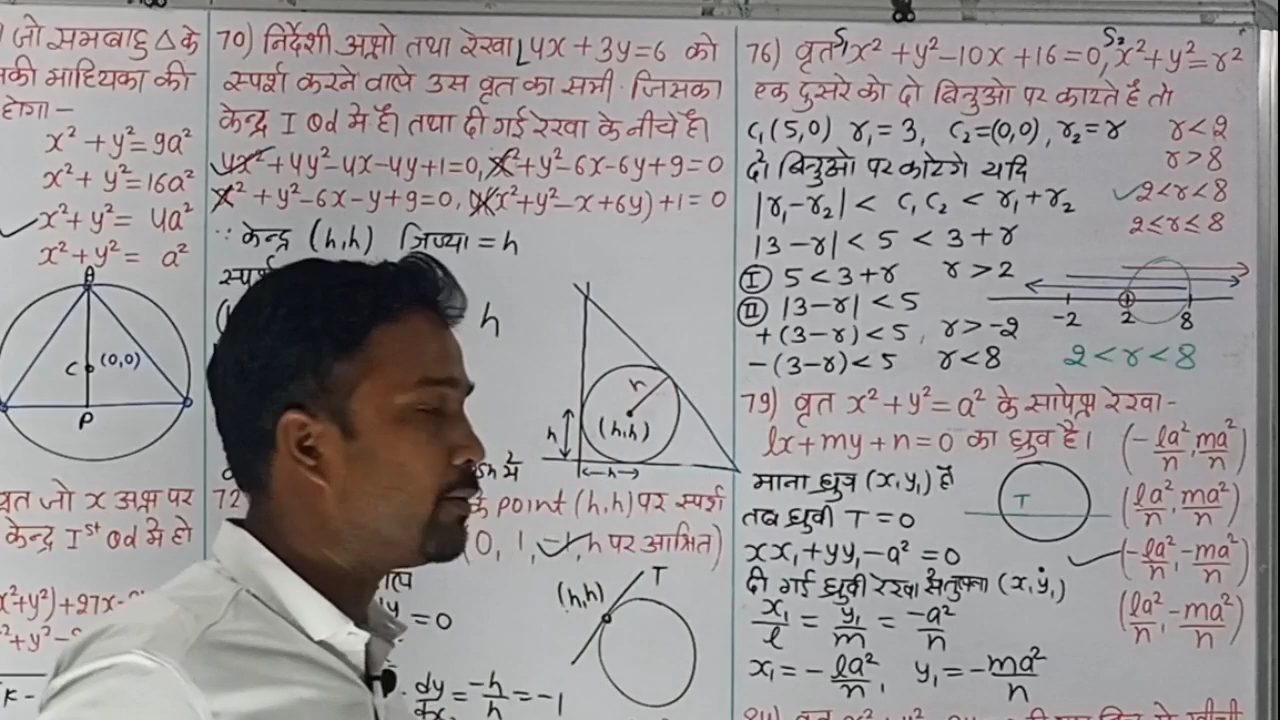 जो समबाहु Δ के
की माध्यिका की
होगा -
x² + y² = 9a²
x² + y² = 16a²
x² + y² = 4a²
x² + y² = a²
A
C (0,0)
P
वृत जो x अक्ष पर
केन्द्र Iˢᵗ Qd मे हो
x²+y²) + 27x -
70) निर्देशी अक्षो तथा रेखा L 4x + 3y = 6 को
स्पर्श करने वाले उस वृत का समी. जिसका
केन्द्र I Qd मे है। तथा दी गई रेखा के नीचे है।
4x² + 4y² - 4x - 4y + 1 = 0, x² + y² - 6x - 6y + 9 = 0
x² + y² - 6x - y + 9 = 0, 4(x² + y² - x + 6y) + 1 = 0
∵ केन्द्र (h,h) त्रिज्या = h
h
r
(h,h)
h
←h→
72
के point (h,h) पर स्पर्श
(0, 1, -1, h पर आश्रित)
= 0
(h,h)
T
dy/dx = -h/h = -1
76) वृत S₁ x² + y² - 10x + 16 = 0, S₂ x² + y² = r²
एक दुसरे को दो बिन्दुओ पर काटते है तो
C₁(5,0) r₁ = 3, C₂ = (0,0), r₂ = r
r < 2
दो बिन्दुओ पर काटेगे यदि
r > 8
|r₁ - r₂| < C₁C₂ < r₁ + r₂
2 < r < 8
|3 - r| < 5 < 3 + r
2 ≤ r ≤ 8
Ⓘ 5 < 3 + r r > 2
Ⅱ |3 - r| < 5
-2 2 8
+(3 - r) < 5, r > -2
-(3 - r) < 5 r < 8
2 < r < 8
79) वृत x² + y² = a² के सापेक्ष रेखा -
lx + my + n = 0 का ध्रुव है।
(-la²/n, ma²/n)
माना ध्रुव (x,y₁) है
T
(la²/n, ma²/n)
तब ध्रुवी T = 0
xx₁ + yy₁ - a² = 0
(-la²/n, -ma²/n)
दी गई ध्रुवी रेखा से तुलना (x₁y₁)
x₁/l = y₁/m = -a²/n
(la²/n, -ma²/n)
x₁ = -la²/n, y₁ = -ma²/n